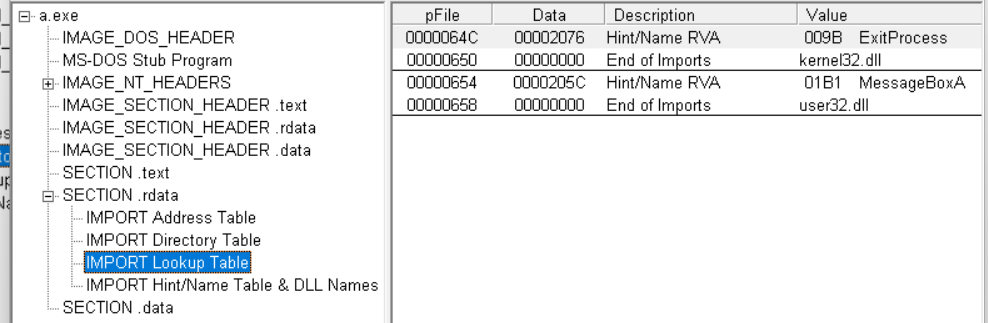 a.exe
IMAGE_DOS_HEADER
MS-DOS Stub Program
IMAGE_NT_HEADERS
IMAGE_SECTION_HEADER .text
IMAGE_SECTION_HEADER .rdata
IMAGE_SECTION_HEADER .data
SECTION .text
SECTION .rdata
IMPORT Address Table
IMPORT Directory Table
IMPORT Lookup Table
IMPORT Hint/Name Table & DLL Names
SECTION .data
pFile Data Description Value
0000064C 00002076 Hint/Name RVA 009B ExitProcess
00000650 00000000 End of Imports kernel32.dll
00000654 0000205C Hint/Name RVA 01B1 MessageBoxA
00000658 00000000 End of Imports user32.dll